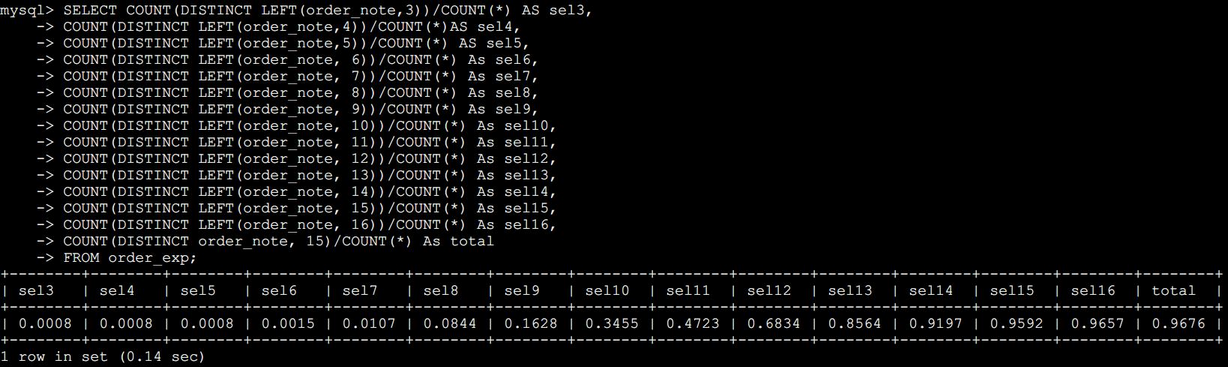 mysql> SELECT COUNT(DISTINCT LEFT(order_note,3))/COUNT(*) AS sel3,
    -> COUNT(DISTINCT LEFT(order_note,4))/COUNT(*)AS sel4,
    -> COUNT(DISTINCT LEFT(order_note,5))/COUNT(*) AS sel5,
    -> COUNT(DISTINCT LEFT(order_note, 6))/COUNT(*) As sel6,
    -> COUNT(DISTINCT LEFT(order_note, 7))/COUNT(*) As sel7,
    -> COUNT(DISTINCT LEFT(order_note, 8))/COUNT(*) As sel8,
    -> COUNT(DISTINCT LEFT(order_note, 9))/COUNT(*) As sel9,
    -> COUNT(DISTINCT LEFT(order_note, 10))/COUNT(*) As sel10,
    -> COUNT(DISTINCT LEFT(order_note, 11))/COUNT(*) As sel11,
    -> COUNT(DISTINCT LEFT(order_note, 12))/COUNT(*) As sel12,
    -> COUNT(DISTINCT LEFT(order_note, 13))/COUNT(*) As sel13,
    -> COUNT(DISTINCT LEFT(order_note, 14))/COUNT(*) As sel14,
    -> COUNT(DISTINCT LEFT(order_note, 15))/COUNT(*) As sel15,
    -> COUNT(DISTINCT LEFT(order_note, 16))/COUNT(*) As sel16,
    -> COUNT(DISTINCT order_note, 15)/COUNT(*) As total
    -> FROM order_exp;
+--------+--------+--------+--------+--------+--------+--------+--------+--------+--------+--------+--------+--------+--------+--------+
| sel3   | sel4   | sel5   | sel6   | sel7   | sel8   | sel9   | sel10  | sel11  | sel12  | sel13  | sel14  | sel15  | sel16  | total  |
+--------+--------+--------+--------+--------+--------+--------+--------+--------+--------+--------+--------+--------+--------+--------+
| 0.0008 | 0.0008 | 0.0008 | 0.0015 | 0.0107 | 0.0844 | 0.1628 | 0.3455 | 0.4723 | 0.6834 | 0.8564 | 0.9197 | 0.9592 | 0.9657 | 0.9676 |
+--------+--------+--------+--------+--------+--------+--------+--------+--------+--------+--------+--------+--------+--------+--------+
1 row in set (0.14 sec)